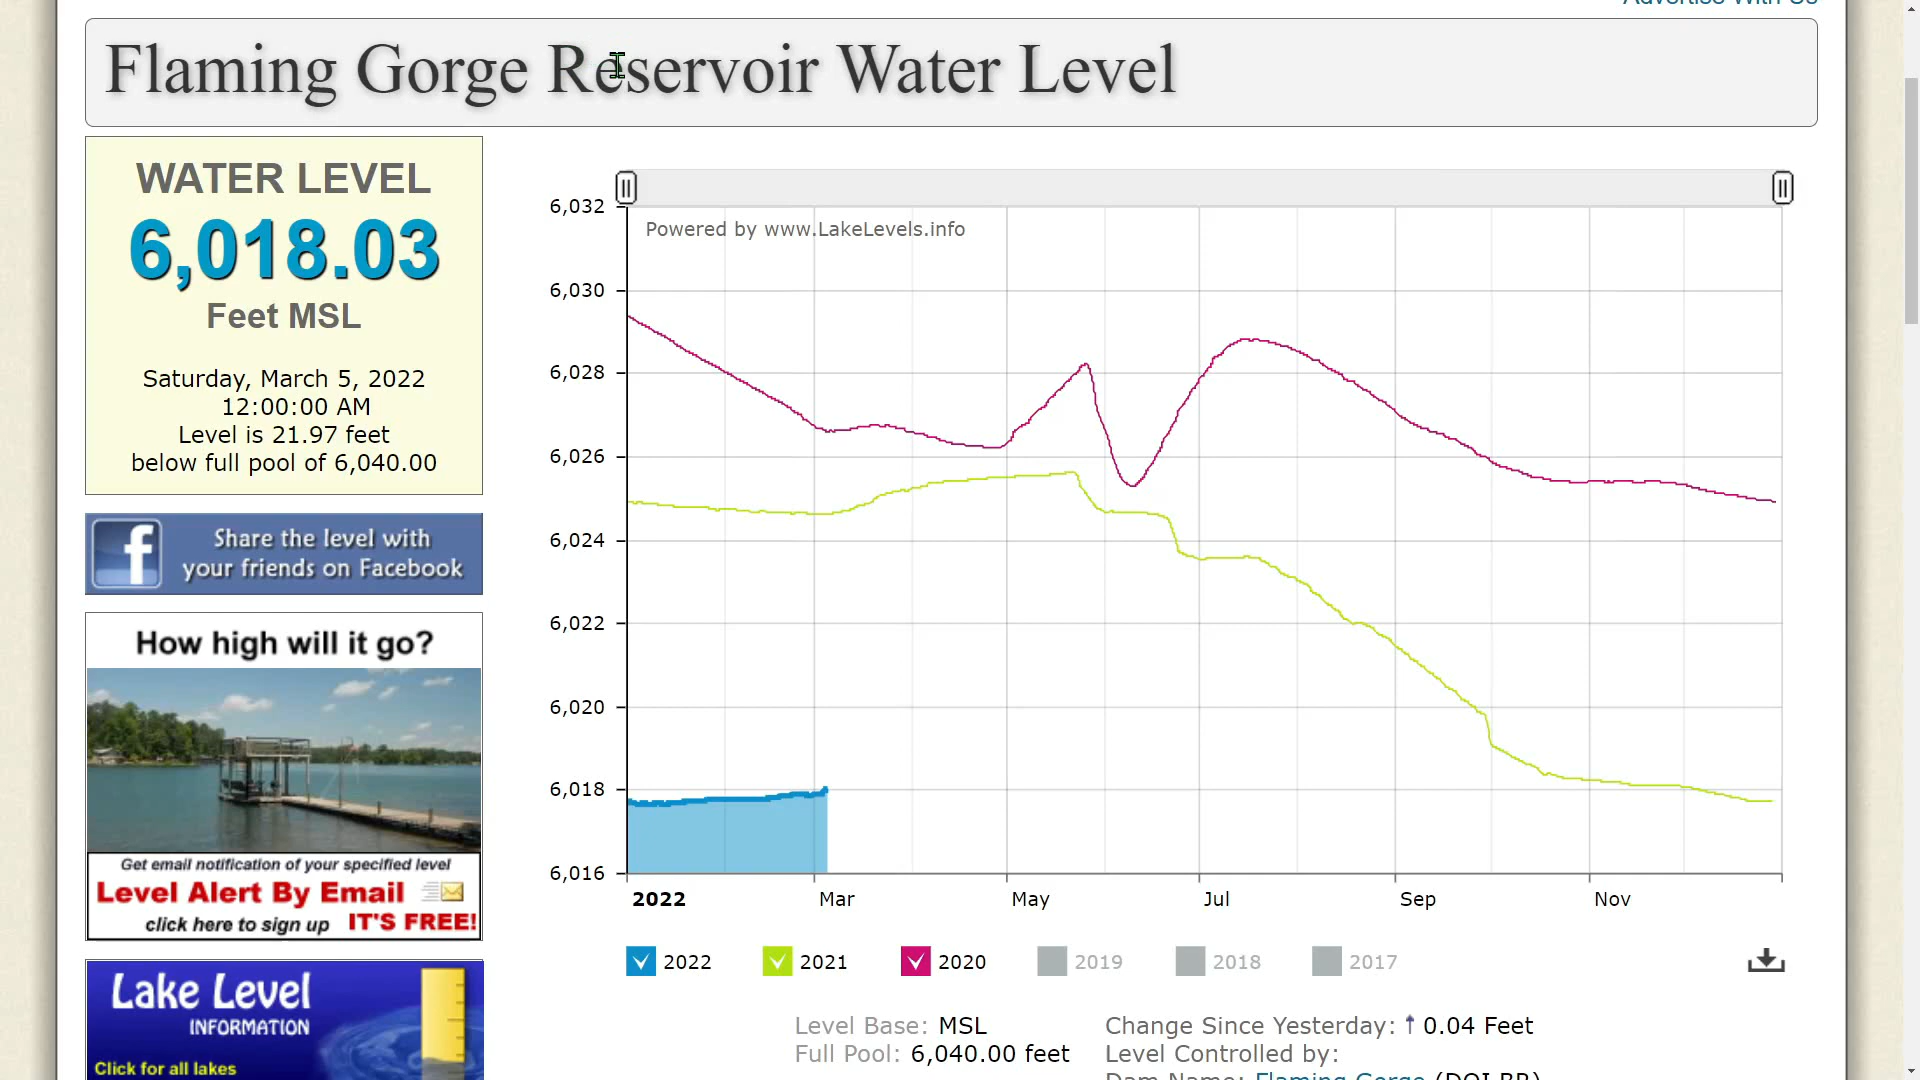 Flaming Gorge Reservoir Water Level
WATER LEVEL
6,018.03
Feet MSL
Saturday, March 5, 2022
12:00:00 AM
Level is 21.97 feet
below full pool of 6,040.00
Share the level with
your friends on Facebook
How high will it go?
Get email notification of your specified level
Level Alert By Email
click here to sign up IT'S FREE!
Lake Level
INFORMATION
Click for all lakes
Powered by www.LakeLevels.info
6,032
6,030
6,028
6,026
6,024
6,022
6,020
6,018
6,016
2022 Mar May Jul Sep Nov
2022 2021 2020 2019 2018 2017
Level Base: MSL
Full Pool: 6,040.00 feet
Change Since Yesterday: 0.04 Feet
Level Controlled by: